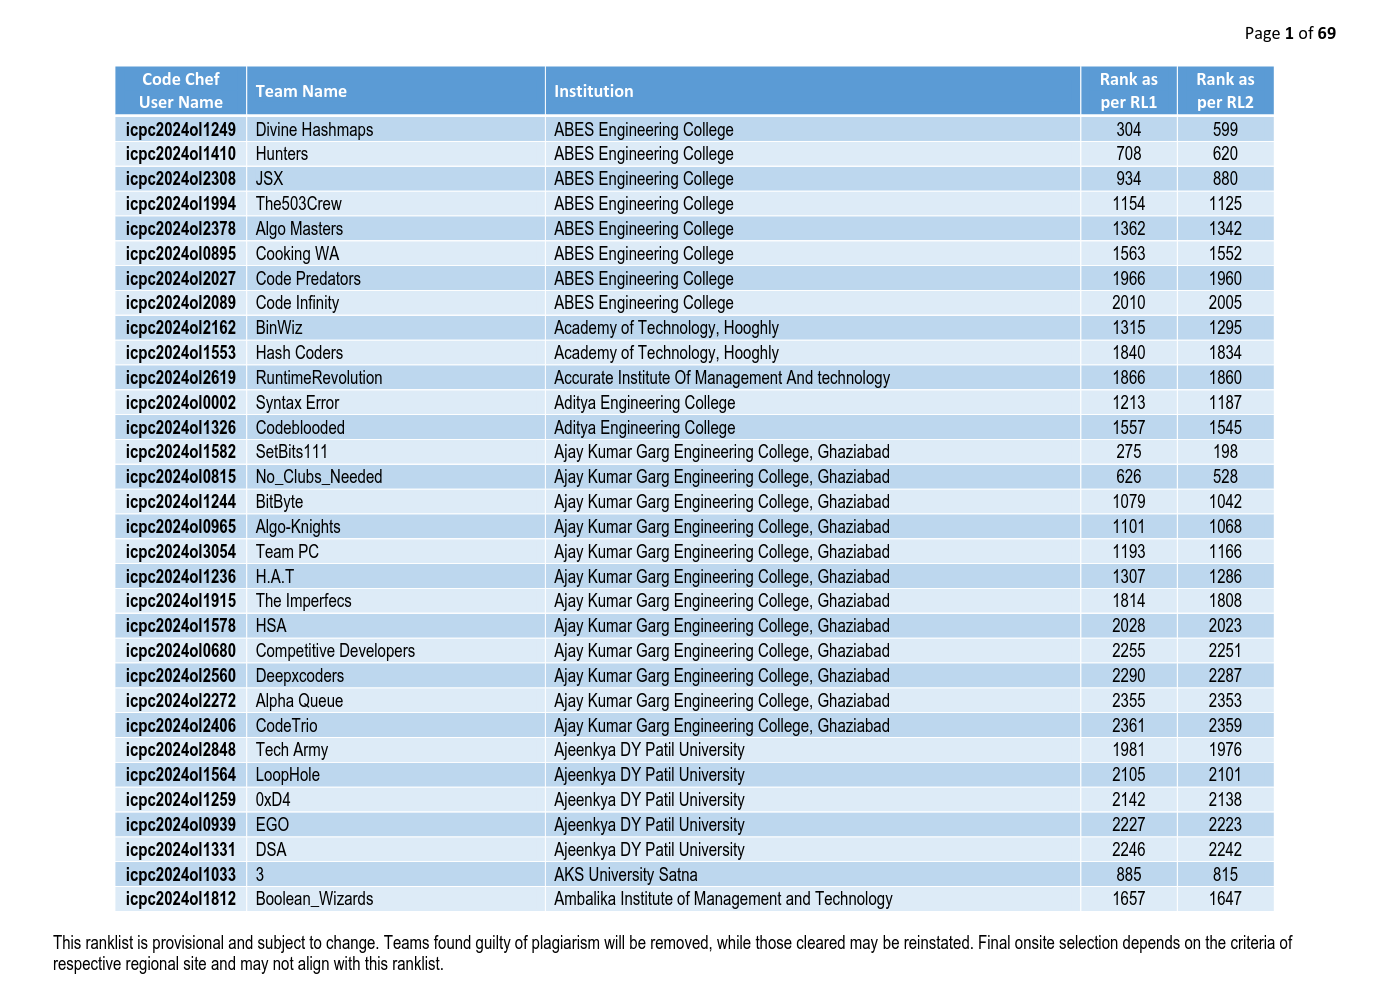 Page 1 of 69
Code Chef User Name Team Name Institution Rank as per RL1 Rank as per RL2
icpc2024ol1249 Divine Hashmaps ABES Engineering College 304 599
icpc2024ol1410 Hunters ABES Engineering College 708 620
icpc2024ol2308 JSX ABES Engineering College 934 880
icpc2024ol1994 The503Crew ABES Engineering College 1154 1125
icpc2024ol2378 Algo Masters ABES Engineering College 1362 1342
icpc2024ol0895 Cooking WA ABES Engineering College 1563 1552
icpc2024ol2027 Code Predators ABES Engineering College 1966 1960
icpc2024ol2089 Code Infinity ABES Engineering College 2010 2005
icpc2024ol2162 BinWiz Academy of Technology, Hooghly 1315 1295
icpc2024ol1553 Hash Coders Academy of Technology, Hooghly 1840 1834
icpc2024ol2619 RuntimeRevolution Accurate Institute Of Management And technology 1866 1860
icpc2024ol0002 Syntax Error Aditya Engineering College 1213 1187
icpc2024ol1326 Codeblooded Aditya Engineering College 1557 1545
icpc2024ol1582 SetBits111 Ajay Kumar Garg Engineering College, Ghaziabad 275 198
icpc2024ol0815 No_Clubs_Needed Ajay Kumar Garg Engineering College, Ghaziabad 626 528
icpc2024ol1244 BitByte Ajay Kumar Garg Engineering College, Ghaziabad 1079 1042
icpc2024ol0965 Algo-Knights Ajay Kumar Garg Engineering College, Ghaziabad 1101 1068
icpc2024ol3054 Team PC Ajay Kumar Garg Engineering College, Ghaziabad 1193 1166
icpc2024ol1236 H.A.T Ajay Kumar Garg Engineering College, Ghaziabad 1307 1286
icpc2024ol1915 The Imperfecs Ajay Kumar Garg Engineering College, Ghaziabad 1814 1808
icpc2024ol1578 HSA Ajay Kumar Garg Engineering College, Ghaziabad 2028 2023
icpc2024ol0680 Competitive Developers Ajay Kumar Garg Engineering College, Ghaziabad 2255 2251
icpc2024ol2560 Deepxcoders Ajay Kumar Garg Engineering College, Ghaziabad 2290 2287
icpc2024ol2272 Alpha Queue Ajay Kumar Garg Engineering College, Ghaziabad 2355 2353
icpc2024ol2406 CodeTrio Ajay Kumar Garg Engineering College, Ghaziabad 2361 2359
icpc2024ol2848 Tech Army Ajeenkya DY Patil University 1981 1976
icpc2024ol1564 LoopHole Ajeenkya DY Patil University 2105 2101
icpc2024ol1259 0xD4 Ajeenkya DY Patil University 2142 2138
icpc2024ol0939 EGO Ajeenkya DY Patil University 2227 2223
icpc2024ol1331 DSA Ajeenkya DY Patil University 2246 2242
icpc2024ol1033 3 AKS University Satna 885 815
icpc2024ol1812 Boolean_Wizards Ambalika Institute of Management and Technology 1657 1647
This ranklist is provisional and subject to change. Teams found guilty of plagiarism will be removed, while those cleared may be reinstated. Final onsite selection depends on the criteria of
respective regional site and may not align with this ranklist.